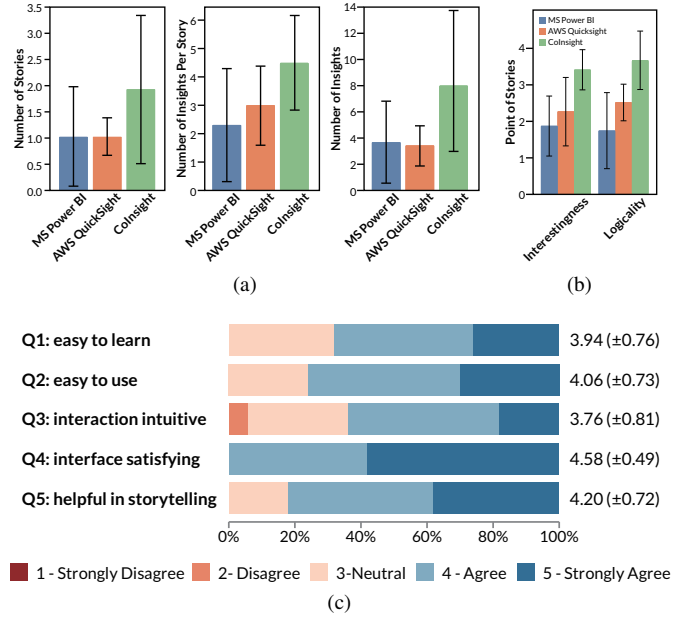 Number of Stories
3.5
3.0
2.5
2.0
1.5
1.0
0.5
0.0
MS Power BI
AWS QuickSight
CoInsight
Number of Insights Per Story
6
5
4
3
2
1
0
MS Power BI
AWS QuickSight
CoInsight
Number of Insights
14
12
10
8
6
4
2
0
MS Power BI
AWS QuickSight
CoInsight
(a)
Point of Stories
MS Power BI
AWS Quicksight
CoInsight
4
3
2
1
0
Interestingness
Logicality
(b)
Q1: easy to learn 3.94 (±0.76)
Q2: easy to use 4.06 (±0.73)
Q3: interaction intuitive 3.76 (±0.81)
Q4: interface satisfying 4.58 (±0.49)
Q5: helpful in storytelling 4.20 (±0.72)
0% 20% 40% 60% 80% 100%
1 - Strongly Disagree 2- Disagree 3-Neutral 4 - Agree 5 - Strongly Agree
(c)